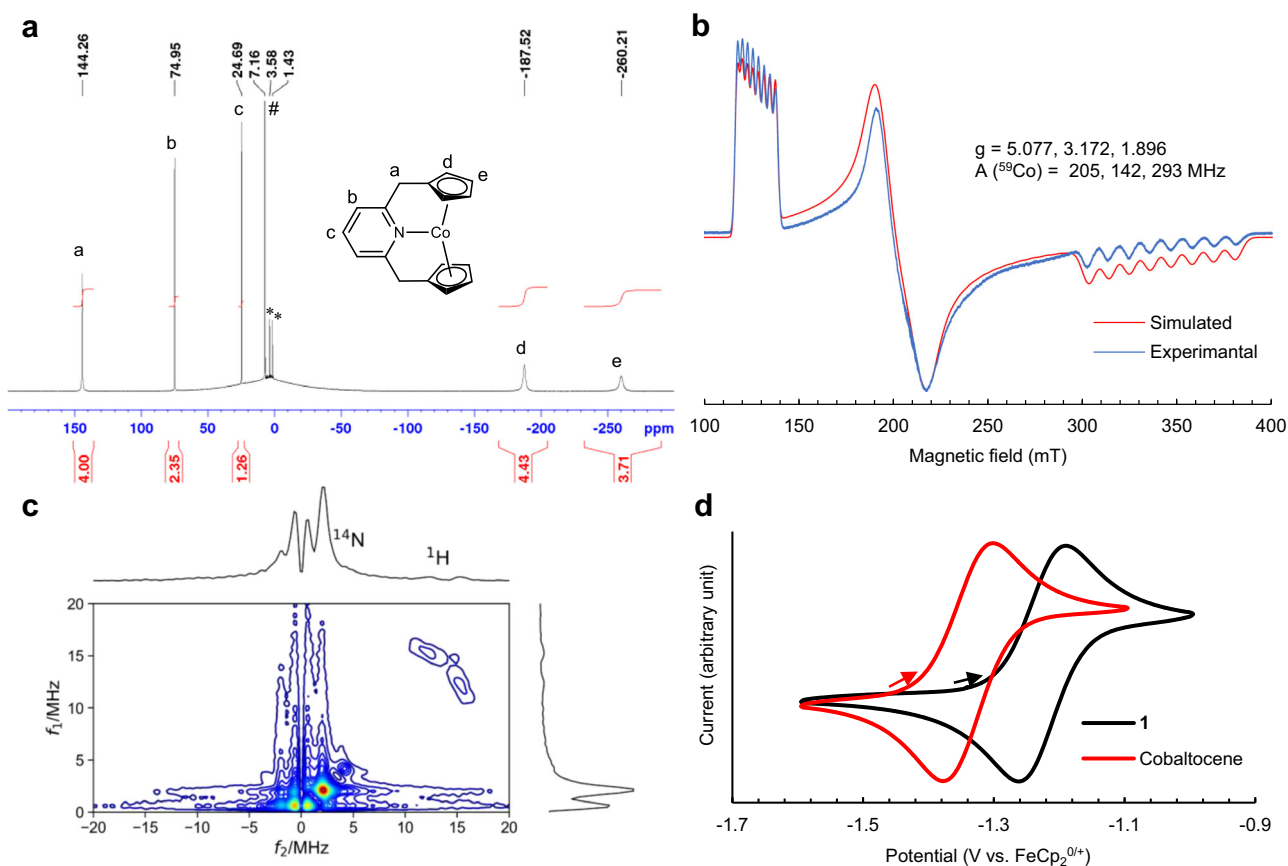 a
144.26
74.95
24.69
7.16
3.58
1.43
-187.52
-260.21
a
b
c
#
* *
d
e
a
b
c
N
Co
d
e
150 100 50 0 -50 -100 -150 -200 -250 ppm
4.00
2.35
1.26
4.43
3.71
b
g = 5.077, 3.172, 1.896
A (⁵⁹Co) = 205, 142, 293 MHz
Simulated
Experimantal
100 150 200 250 300 350 400
Magnetic field (mT)
c
¹⁴N
¹H
20
15
10
5
0
f₁/MHz
-20 -15 -10 -5 0 5 10 15 20
f₂/MHz
d
Current (arbitrary unit)
1
Cobaltocene
-1.7 -1.5 -1.3 -1.1 -0.9
Potential (V vs. FeCp₂⁰ᐟ⁺)